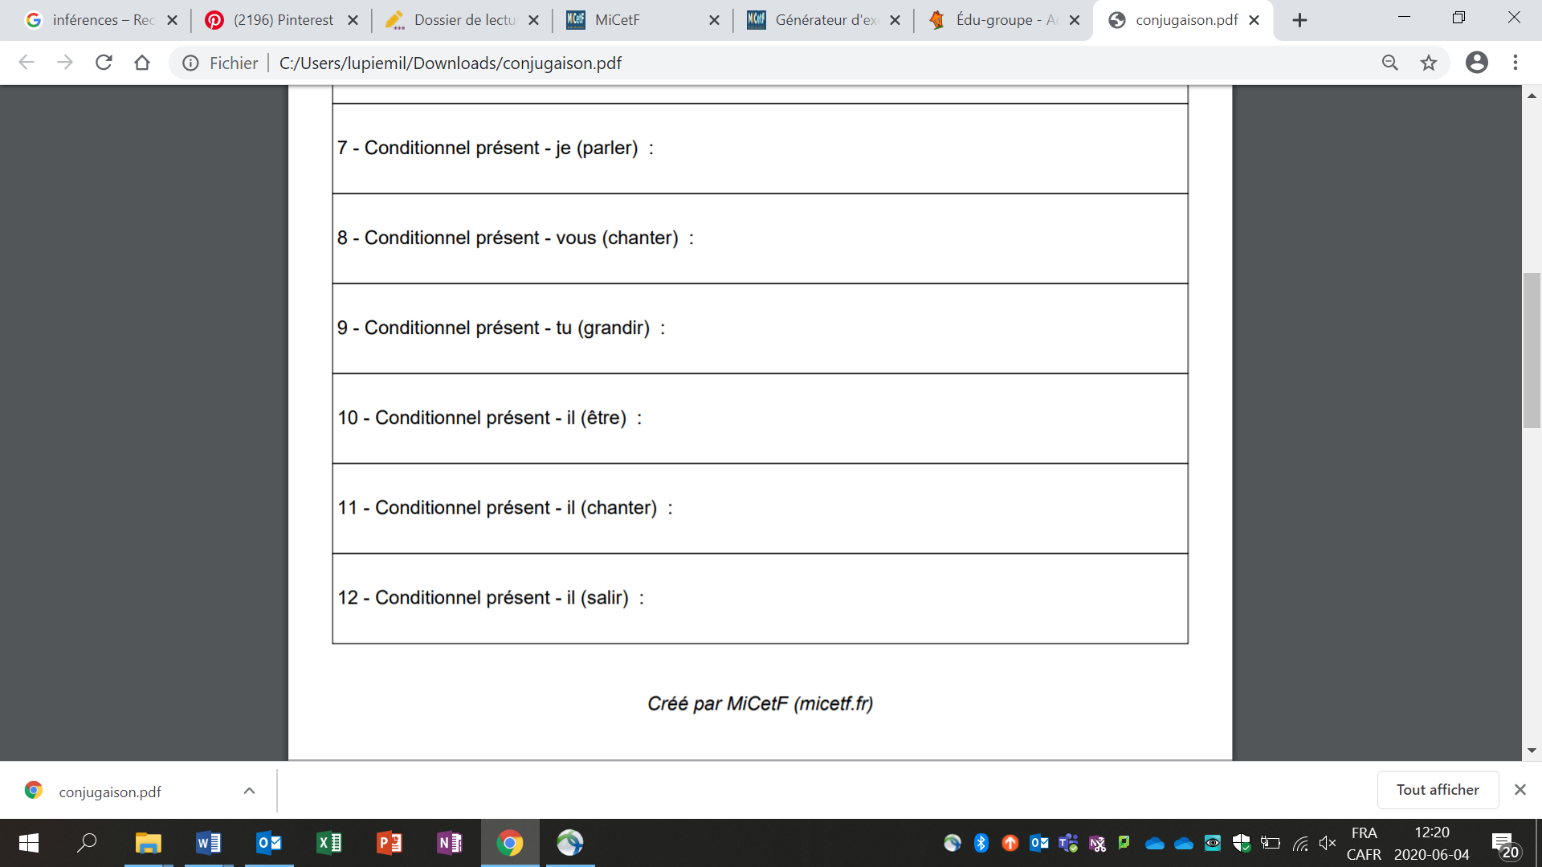 inférences – Rec
(2196) Pinterest
Dossier de lectu
MiCetF
Générateur d'exe
Édu-groupe - Ac
conjugaison.pdf
Fichier | C:/Users/lupiemil/Downloads/conjugaison.pdf
7 - Conditionnel présent - je (parler)  :
8 - Conditionnel présent - vous (chanter)  :
9 - Conditionnel présent - tu (grandir)  :
10 - Conditionnel présent - il (être)  :
11 - Conditionnel présent - il (chanter)  :
12 - Conditionnel présent - il (salir)  :
Créé par MiCetF (micetf.fr)
conjugaison.pdf
Tout afficher
FRA 12:20
CAFR 2020-06-04
20